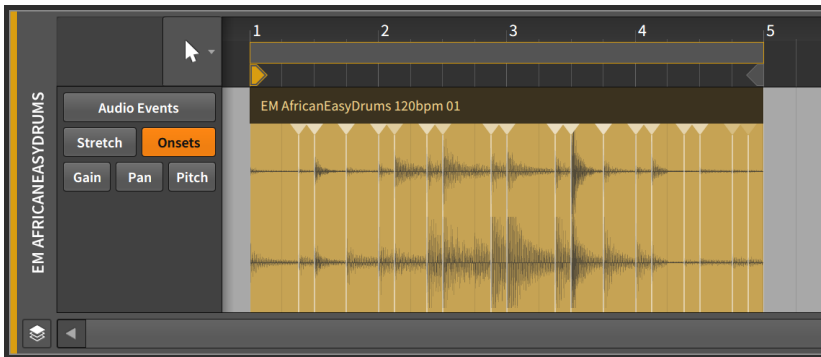 1 2 3 4 5
EM AFRICANEASYDRUMS
Audio Events
Stretch Onsets
Gain Pan Pitch
EM AfricanEasyDrums 120bpm 01